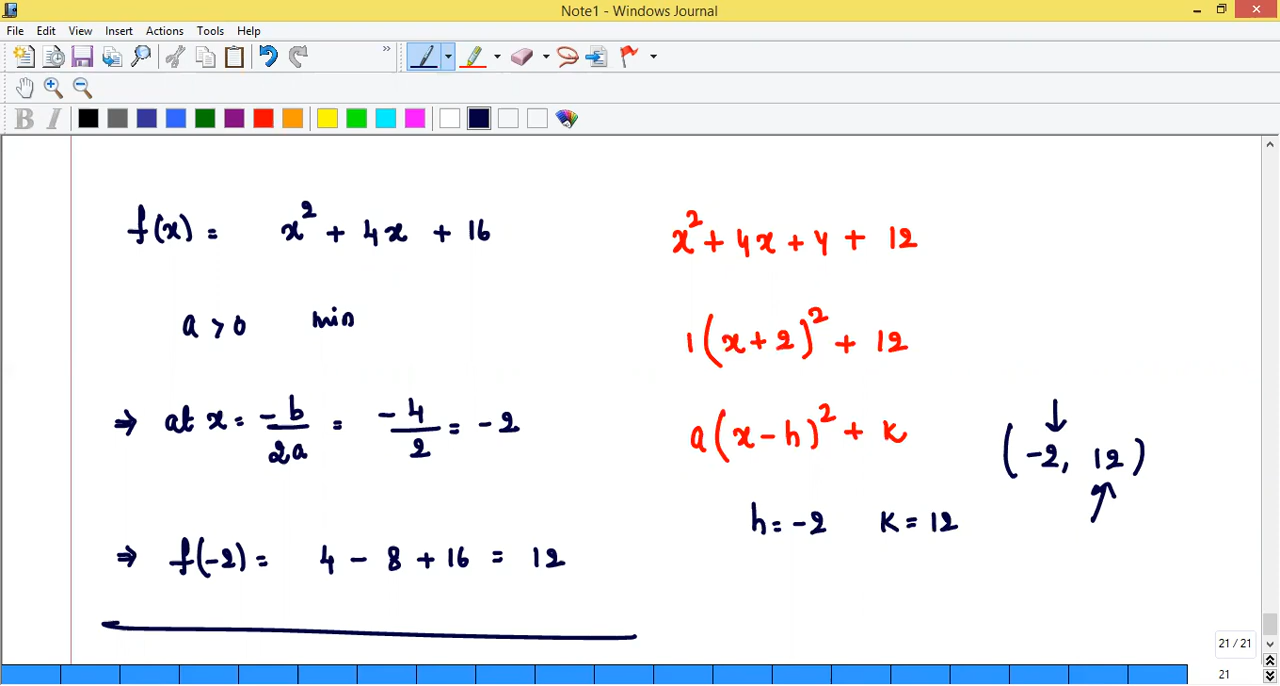 Note1 - Windows Journal
File Edit View Insert Actions Tools Help
»
B I
f(x) = x² + 4x + 16
a > 0 min
⇒ at x = -b/2a = -4/2 = -2
⇒ f(-2) = 4 - 8 + 16 = 12
x² + 4x + 4 + 12
1(x + 2)² + 12
a(x - h)² + k
h = -2 k = 12
(-2, 12)
21 / 21
21